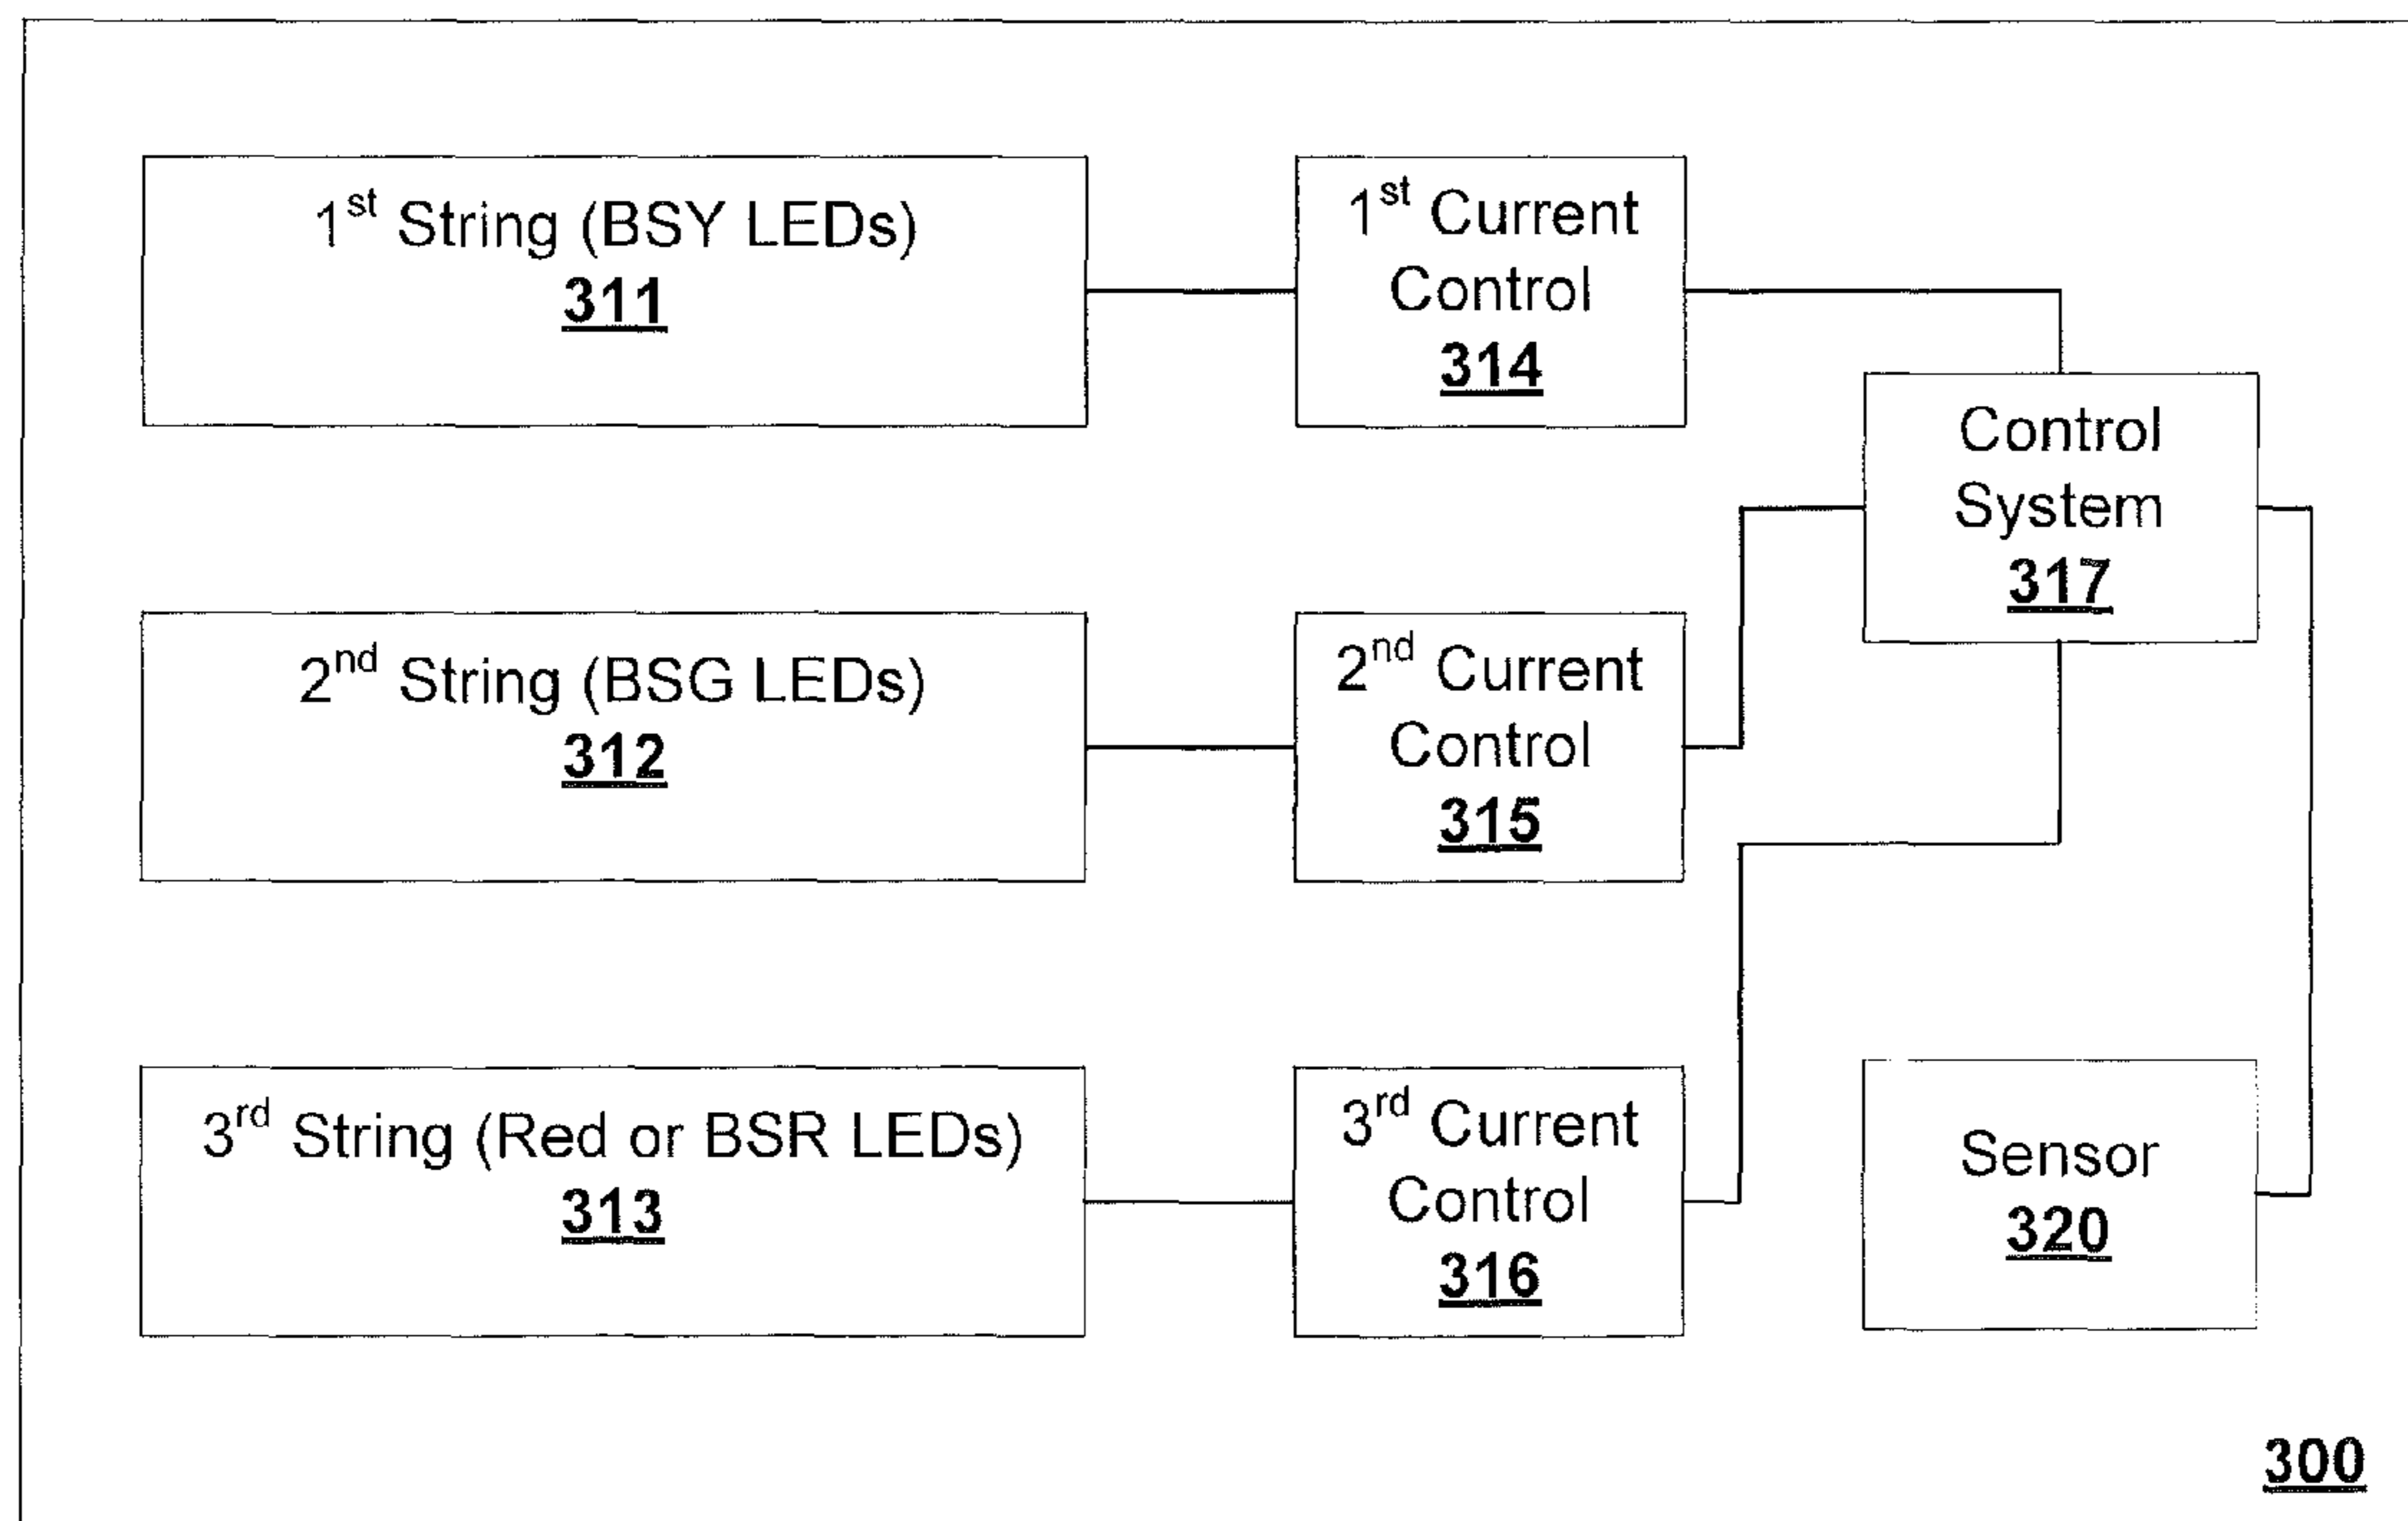 1st String (BSY LEDs)
311
1st Current
Control
314
Control
System
317
2nd String (BSG LEDs)
312
2nd Current
Control
315
3rd String (Red or BSR LEDs)
313
3rd Current
Control
316
Sensor
320
300